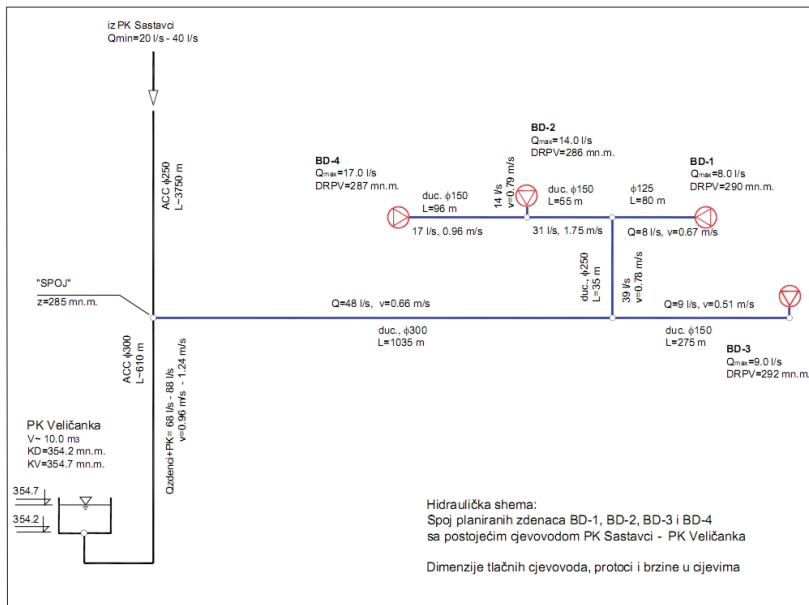 iz PK Sastavci
Qmin=20 l/s - 40 l/s
ACC ϕ250
L~3750 m
BD-4
Qmax=17.0 l/s
DRPV=287 mn.m.
BD-2
Qmax=14.0 l/s
DRPV=286 mn.m.
BD-1
Qmax=8.0 l/s
DRPV=290 mn.m.
duc. ϕ150
L=96 m
14 l/s
v=0.79 m/s
duc. ϕ150
L=55 m
ϕ125
L=80 m
17 l/s, 0.96 m/s
31 l/s, 1.75 m/s
Q=8 l/s, v=0.67 m/s
duc., ϕ250
L=35 m
39 l/s
v=0.78 m/s
"SPOJ"
z=285 mn.m.
Q=48 l/s, v=0.66 m/s
Q=9 l/s, v=0.51 m/s
duc., ϕ300
L=1035 m
duc. ϕ150
L=275 m
BD-3
Qmax=9.0 l/s
DRPV=292 mn.m.
ACC ϕ300
L~610 m
Qzdenci+PK= 68 l/s - 88 l/s
v=0.96 m/s - 1.24 m/s
PK Veličanka
V~ 10.0 m3
KD=354.2 mn.m.
KV=354.7 mn.m.
354.7
354.2
Hidraulička shema:
Spoj planiranih zdenaca BD-1, BD-2, BD-3 i BD-4
sa postojećim cjevovodom PK Sastavci - PK Veličanka
Dimenzije tlačnih cjevovoda, protoci i brzine u cijevima